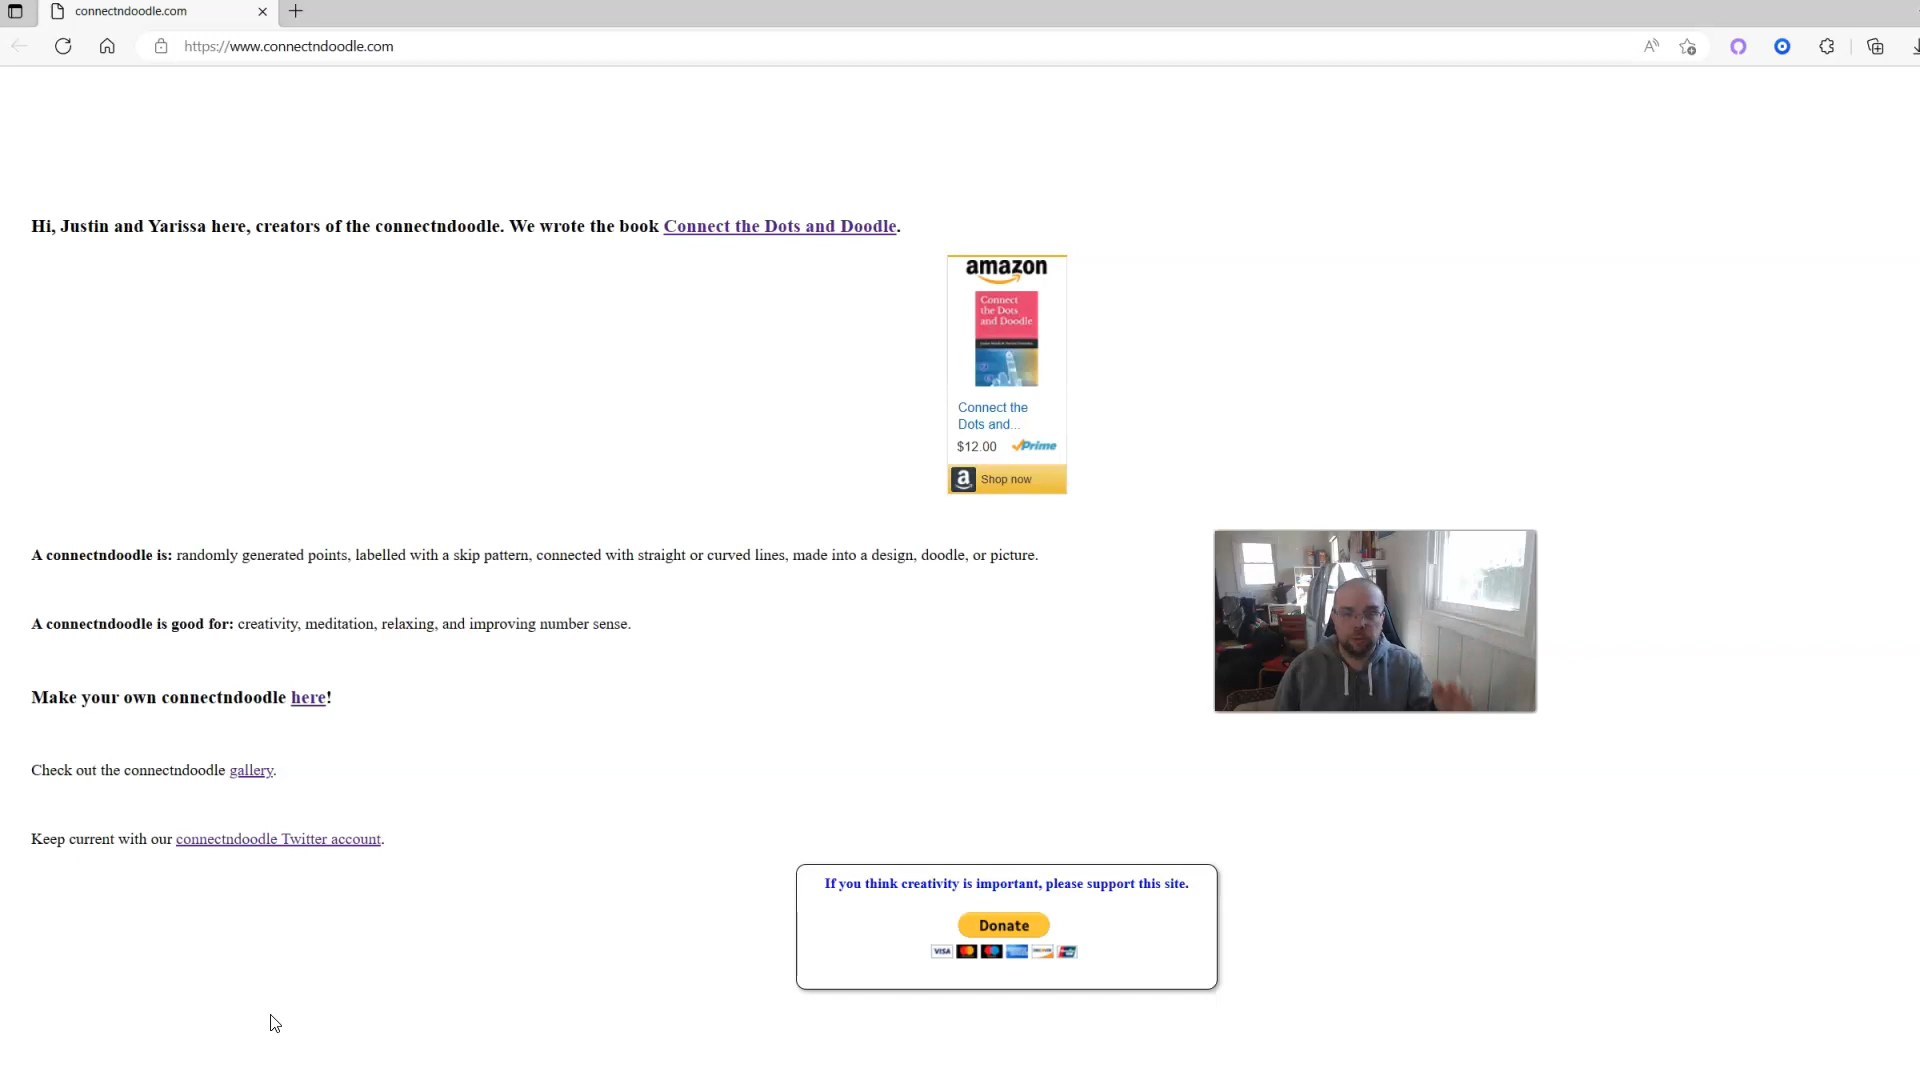 connectndoodle.com
https://www.connectndoodle.com
Hi, Justin and Yarissa here, creators of the connectndoodle. We wrote the book Connect the Dots and Doodle.
amazon
Connect
the Dots
and Doodle
Connect the
Dots and...
$12.00 Prime
a Shop now
A connectndoodle is: randomly generated points, labelled with a skip pattern, connected with straight or curved lines, made into a design, doodle, or picture.
A connectndoodle is good for: creativity, meditation, relaxing, and improving number sense.
Make your own connectndoodle here!
Check out the connectndoodle gallery.
Keep current with our connectndoodle Twitter account.
If you think creativity is important, please support this site.
Donate
VISA